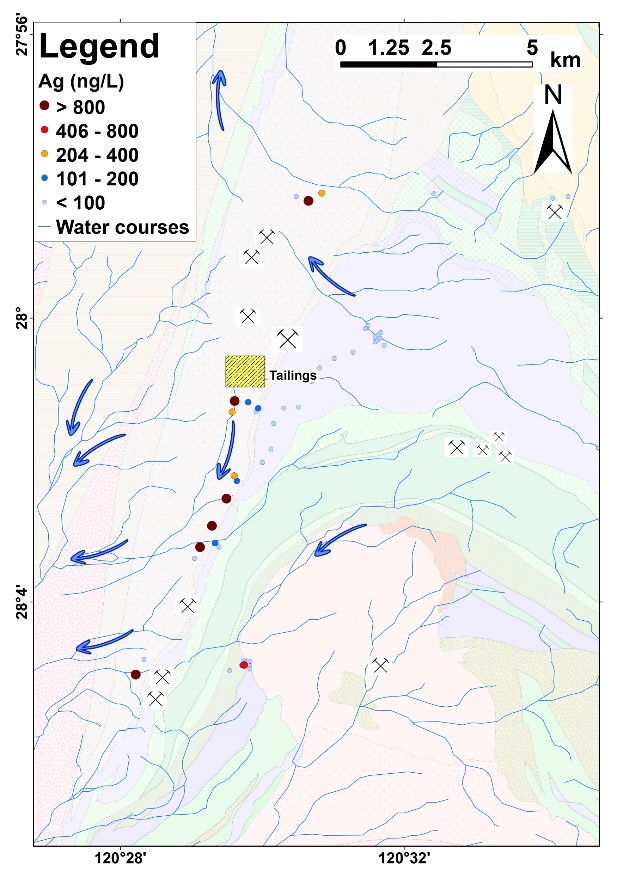 27°56'
Legend
Ag (ng/L)
> 800
406 - 800
204 - 400
101 - 200
< 100
Water courses
0 1.25 2.5 5
km
N
28°
Tailings
28°4'
120°28' 120°32'